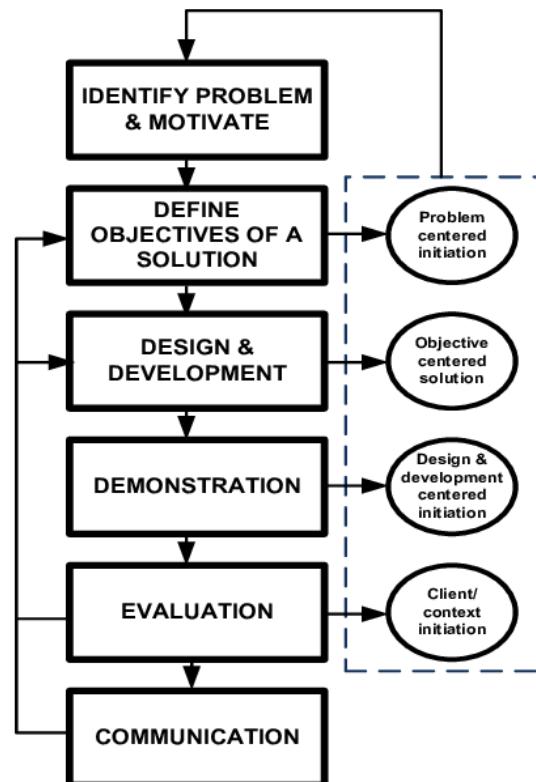 IDENTIFY PROBLEM
& MOTIVATE
DEFINE
OBJECTIVES OF A
SOLUTION
Problem
centered
initiation
DESIGN &
DEVELOPMENT
Objective
centered
solution
DEMONSTRATION
Design &
development
centered
initiation
EVALUATION
Client/
context
initiation
COMMUNICATION